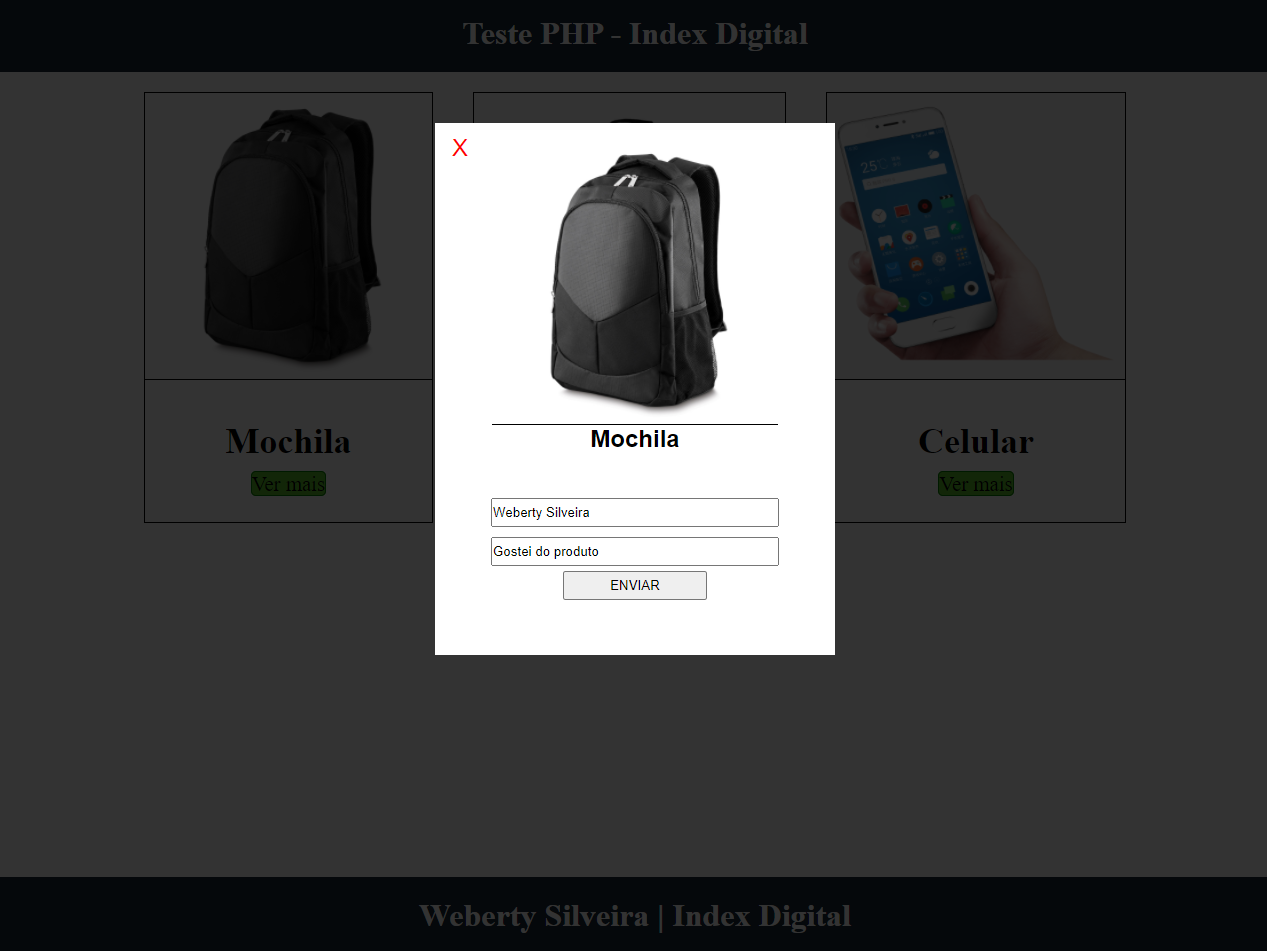 Teste PHP - Index Digital
X
25°
Mochila
Weberty Silveira
Gostei do produto
ENVIAR
Mochila
Ver mais
Celular
Ver mais
Weberty Silveira | Index Digital